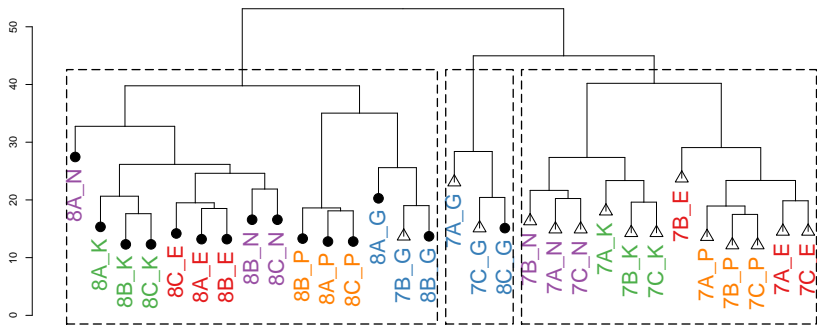 50
40
30
20
10
0
8A_N
8A_K
8B_K
8C_K
8C_E
8A_E
8B_E
8B_N
8C_N
8B_P
8A_P
8C_P
8A_G
7B_G
8B_G
7A_G
7C_G
8C_G
7B_N
7A_N
7C_N
7A_K
7B_K
7C_K
7B_E
7A_P
7B_P
7C_P
7A_E
7C_E